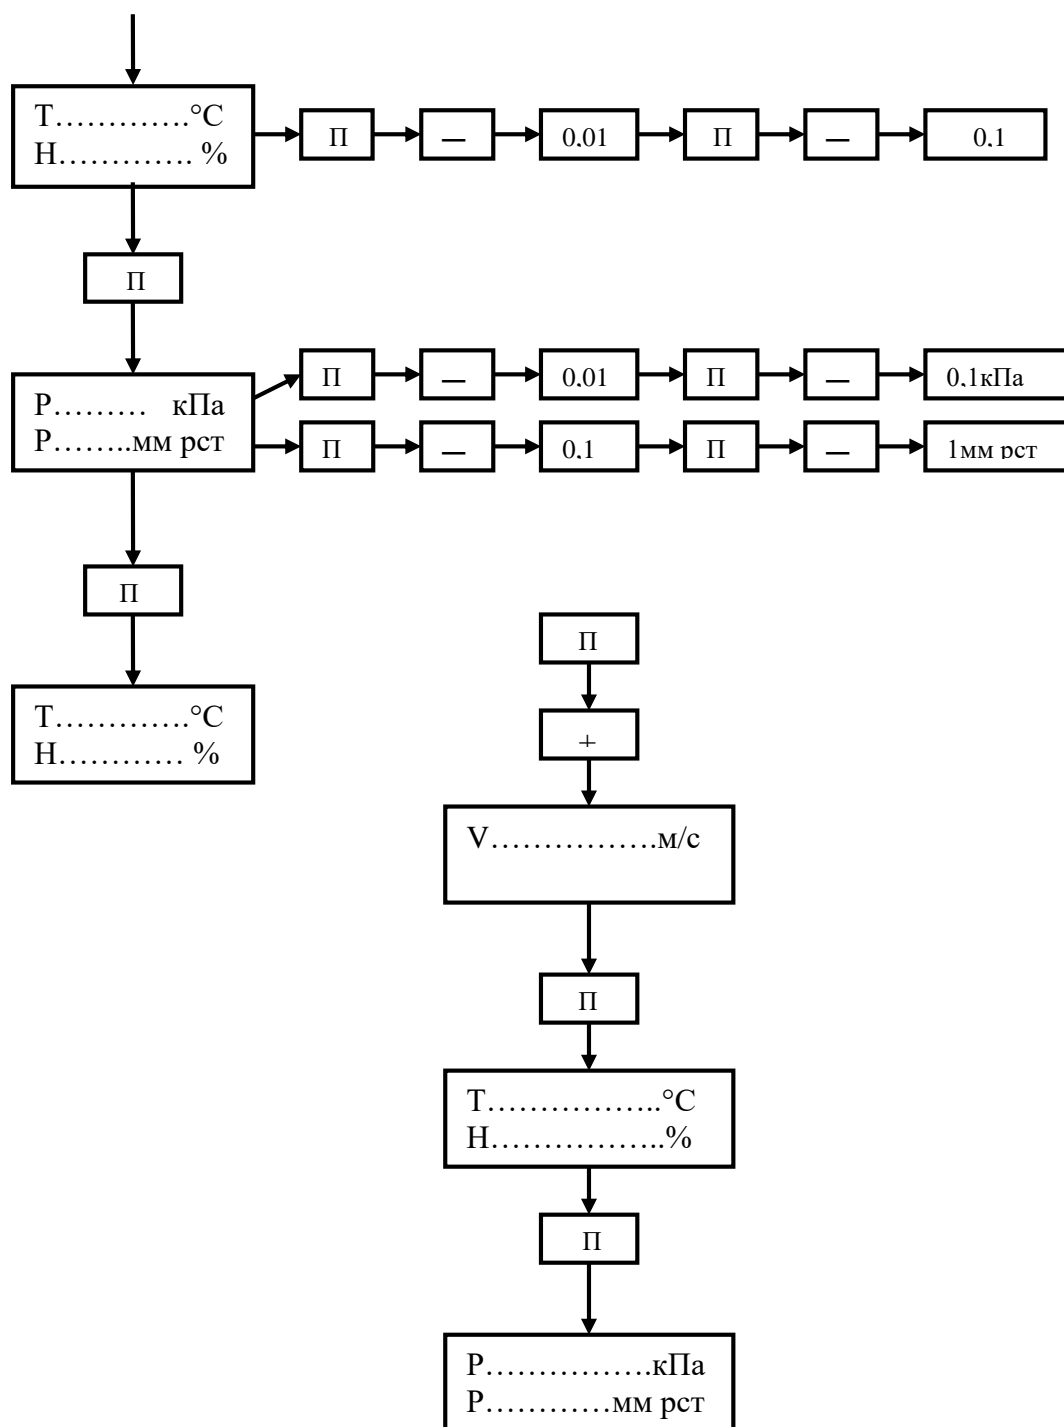 Т………….°С
Н…………. %
П
—
0,01
П
—
0,1
П
Р……… кПа
Р……..мм рст
П
—
0,01
П
—
0,1кПа
П
—
0,1
П
—
1мм рст
П
Т………….°С
Н………… %
П
+
V…………….м/с
П
Т……………..°С
Н……………..%
П
Р…………….кПа
Р…………мм рст